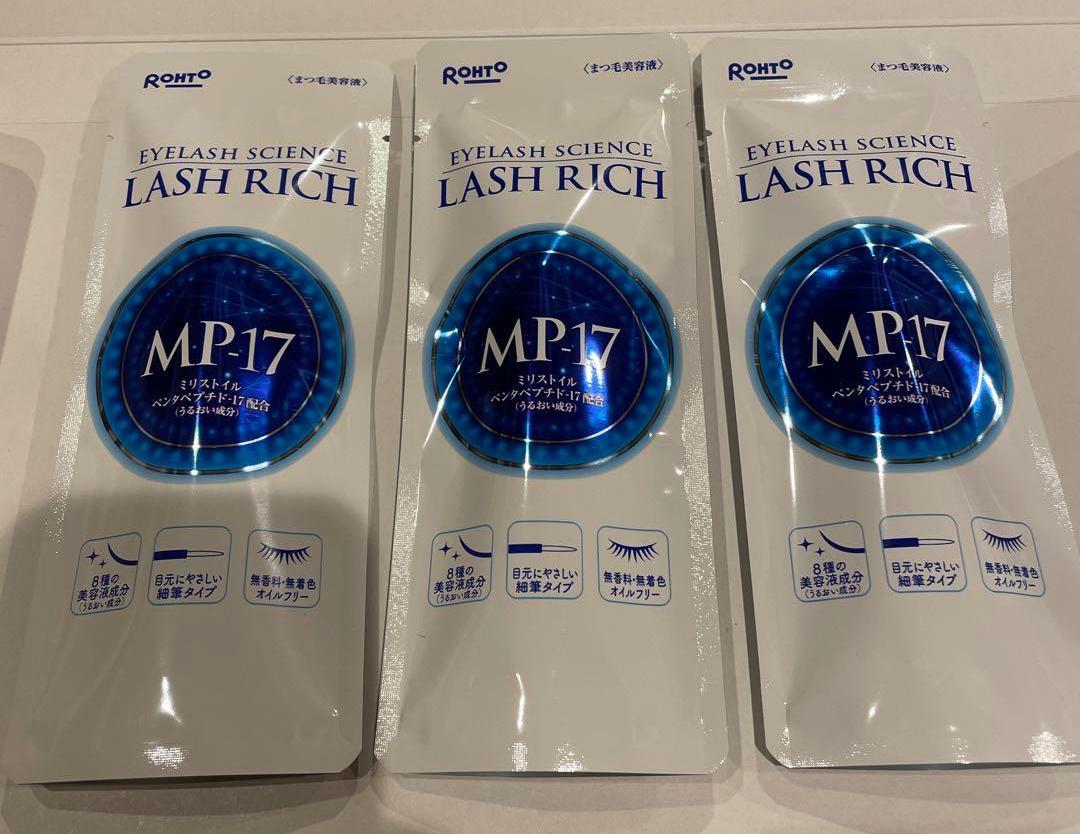 ROHTO
〈まつ毛美容液〉
EYELASH SCIENCE
LASH RICH
MP-17
ミリストイル
ペンタペプチド-17配合
(うるおい成分)
8種の
美容液成分
(うるおい成分)
目元にやさしい
細筆タイプ
無香料・無着色
オイルフリー
ROHTO
〈まつ毛美容液〉
EYELASH SCIENCE
LASH RICH
MP-17
ミリストイル
ペンタペプチド-17配合
(うるおい成分)
8種の
美容液成分
(うるおい成分)
目元にやさしい
細筆タイプ
無香料・無着色
オイルフリー
ROHTO
〈まつ毛美容液〉
EYELASH SCIENCE
LASH RICH
MP-17
ミリストイル
ペンタペプチド-17配合
(うるおい成分)
8種の
美容液成分
(うるおい成分)
目元にやさしい
細筆タイプ
無香料・無着色
オイルフリー